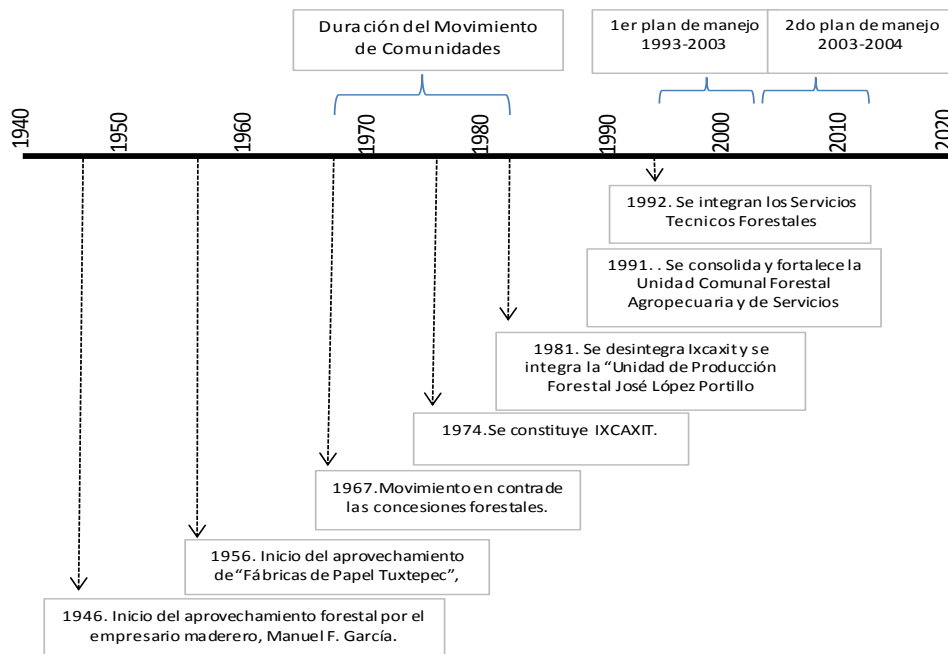 Duración del Movimiento
de Comunidades
1er plan de manejo
1993-2003
2do plan de manejo
2003-2004
1940
1950
1960
1970
1980
1990
2000
2010
2020
1992. Se integran los Servicios
Tecnicos Forestales
1991. . Se consolida y fortalece la
Unidad Comunal Forestal
Agropecuaria y de Servicios
1981. Se desintegra Ixcaxit y se
integra la “Unidad de Producción
Forestal José López Portillo
1974.Se constituye IXCAXIT.
1967.Movimiento en contrade
las concesiones forestales.
1956. Inicio del aprovechamiento
de “Fábricas de Papel Tuxtepec”,
1946. Inicio del aprovechamiento forestal por el
empresario maderero, Manuel F. García.